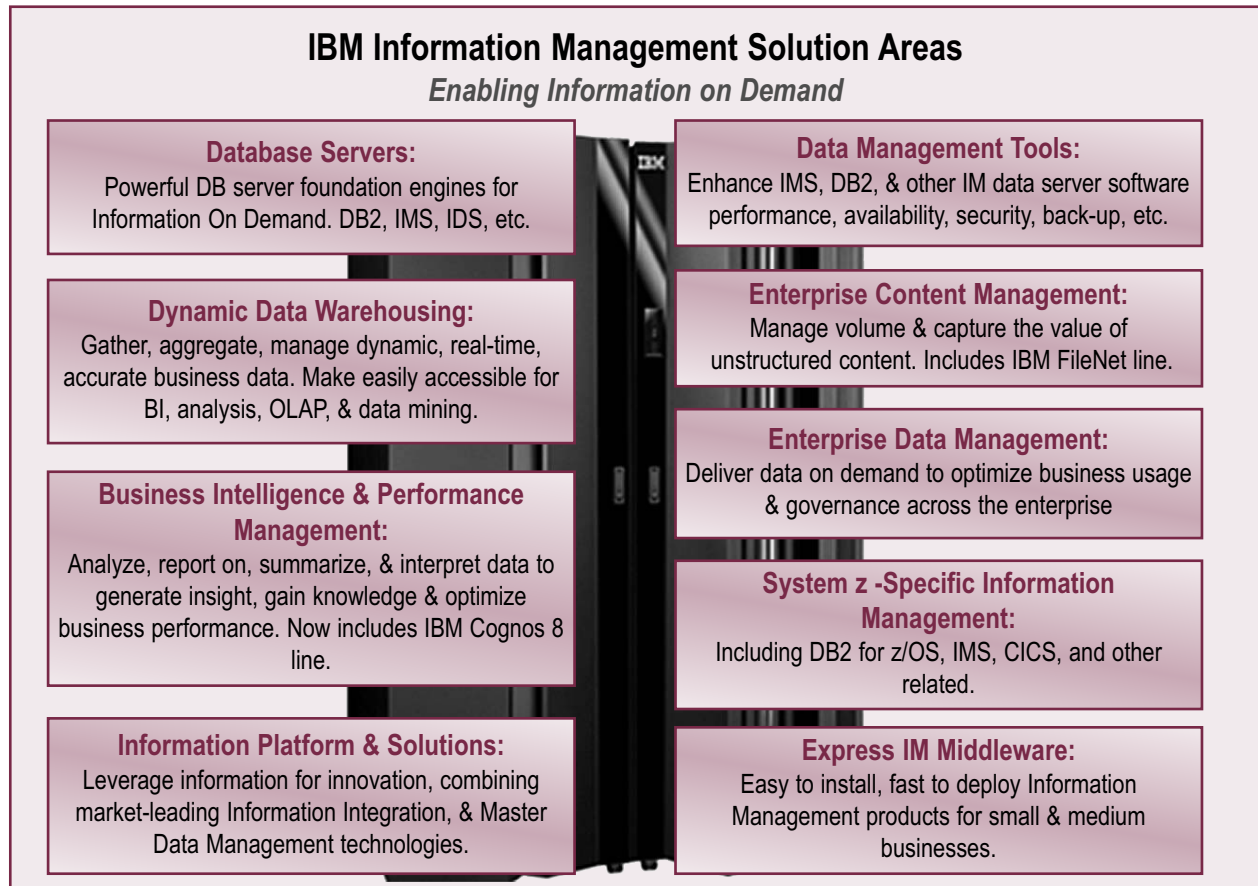 IBM Information Management Solution Areas
Enabling Information on Demand
Database Servers:
Powerful DB server foundation engines for
Information On Demand. DB2, IMS, IDS, etc.
Dynamic Data Warehousing:
Gather, aggregate, manage dynamic, real-time,
accurate business data. Make easily accessible for
BI, analysis, OLAP, & data mining.
Business Intelligence & Performance
Management:
Analyze, report on, summarize, & interpret data to
generate insight, gain knowledge & optimize
business performance. Now includes IBM Cognos 8
line.
Information Platform & Solutions:
Leverage information for innovation, combining
market-leading Information Integration, & Master
Data Management technologies.
IBM
Data Management Tools:
Enhance IMS, DB2, & other IM data server software
performance, availability, security, back-up, etc.
Enterprise Content Management:
Manage volume & capture the value of
unstructured content. Includes IBM FileNet line.
Enterprise Data Management:
Deliver data on demand to optimize business usage
& governance across the enterprise
System z -Specific Information
Management:
Including DB2 for z/OS, IMS, CICS, and other
related.
Express IM Middleware:
Easy to install, fast to deploy Information
Management products for small & medium
businesses.